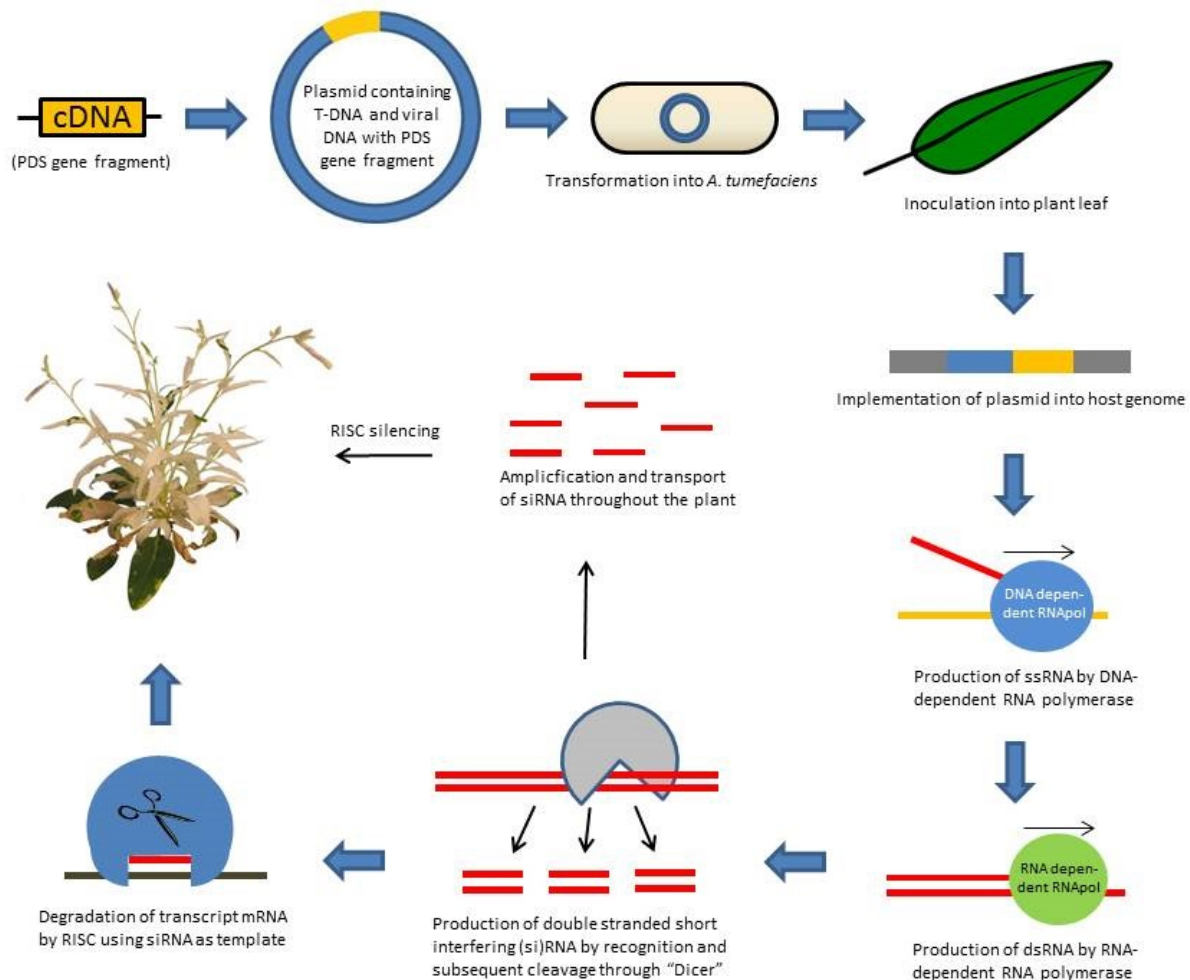 cDNA
(PDS gene fragment)
Plasmid containing
T-DNA and viral
DNA with PDS
gene fragment
Transformation into A. tumefaciens
Inoculation into plant leaf
Implementation of plasmid into host genome
DNA depen-
dent RNApol
Production of ssRNA by DNA-
dependent RNA polymerase
RNA depen-
dent RNApol
Production of dsRNA by RNA-
dependent RNA polymerase
Production of double stranded short
interfering (si)RNA by recognition and
subsequent cleavage through "Dicer"
Amplicfication and transport
of siRNA throughout the plant
RISC silencing
Degradation of transcript mRNA
by RISC using siRNA as template